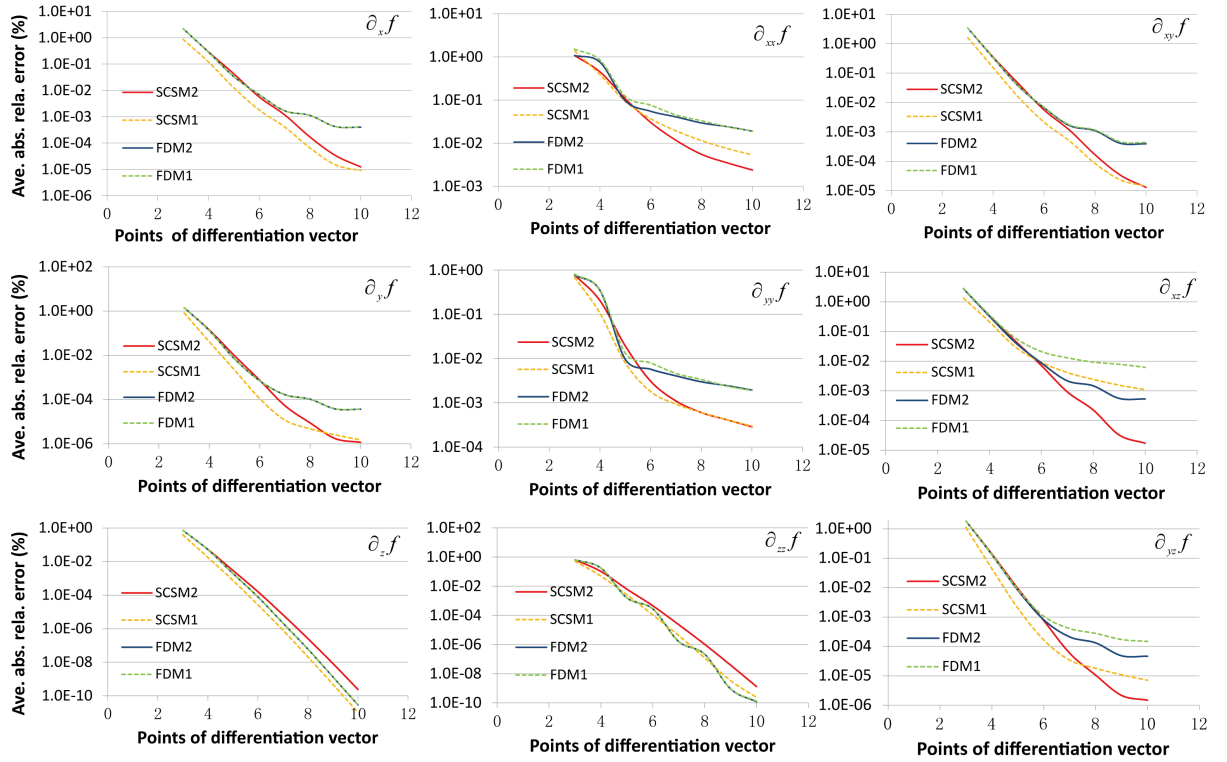 Ave. abs. rela. error (%)
∂ₓf
1.0E+01
1.0E+00
1.0E-01
1.0E-02
1.0E-03
1.0E-04
1.0E-05
1.0E-06
SCSM2
SCSM1
FDM2
FDM1
0 2 4 6 8 10 12
Points of differentiation vector
∂ₓₓf
1.0E+01
1.0E+00
1.0E-01
1.0E-02
1.0E-03
SCSM2
SCSM1
FDM2
FDM1
0 2 4 6 8 10 12
Points of differentiation vector
∂xy f
1.0E+01
1.0E+00
1.0E-01
1.0E-02
1.0E-03
1.0E-04
1.0E-05
SCSM2
SCSM1
FDM2
FDM1
0 2 4 6 8 10 12
Points of differentiation vector
Ave. abs. rela. error (%)
∂y f
1.0E+02
1.0E+00
1.0E-02
1.0E-04
1.0E-06
SCSM2
SCSM1
FDM2
FDM1
0 2 4 6 8 10 12
Points of differentiation vector
∂yy f
1.0E+00
1.0E-01
1.0E-02
1.0E-03
1.0E-04
SCSM2
SCSM1
FDM2
FDM1
0 2 4 6 8 10 12
Points of differentiation vector
∂xz f
1.0E+01
1.0E+00
1.0E-01
1.0E-02
1.0E-03
1.0E-04
1.0E-05
SCSM2
SCSM1
FDM2
FDM1
0 2 4 6 8 10 12
Points of differentiation vector
Ave. abs. rela. error (%)
∂z f
1.0E+00
1.0E-02
1.0E-04
1.0E-06
1.0E-08
1.0E-10
SCSM2
SCSM1
FDM2
FDM1
0 2 4 6 8 10 12
Points of differentiation vector
∂zz f
1.0E+02
1.0E+00
1.0E-02
1.0E-04
1.0E-06
1.0E-08
1.0E-10
SCSM2
SCSM1
FDM2
FDM1
0 2 4 6 8 10 12
Points of differentiation vector
∂yz f
1.0E+00
1.0E-01
1.0E-02
1.0E-03
1.0E-04
1.0E-05
1.0E-06
SCSM2
SCSM1
FDM2
FDM1
0 2 4 6 8 10 12
Points of differentiation vector